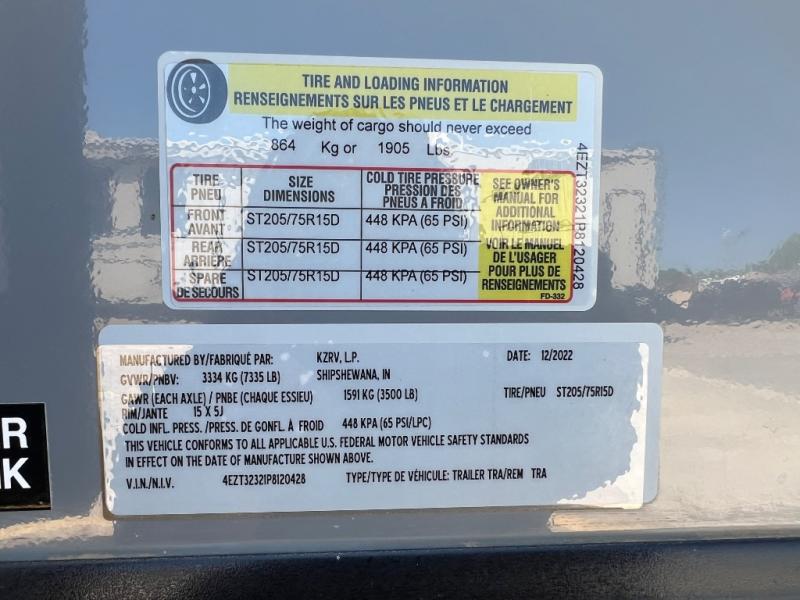 TIRE AND LOADING INFORMATION
RENSEIGNEMENTS SUR LES PNEUS ET LE CHARGEMENT
The weight of cargo should never exceed
864 Kg or 1905 Lbs.
TIRE PNEU SIZE DIMENSIONS COLD TIRE PRESSURE PRESSION DES PNEUS A FROID
FRONT AVANT ST205/75R15D 448 KPA (65 PSI)
REAR ARRIÈRE ST205/75R15D 448 KPA (65 PSI)
SPARE DE SECOURS ST205/75R15D 448 KPA (65 PSI)
SEE OWNER'S
MANUAL FOR
ADDITIONAL
INFORMATION
VOIR LE MANUEL
DE L'USAGER
POUR PLUS DE
RENSEIGNEMENTS
FD-332
4EZT32321P8120428
MANUFACTURED BY/FABRIQUÉ PAR: KZRV, L.P. DATE: 12/2022
GVWR/PNBV: 3334 KG (7335 LB) SHIPSHEWANA, IN
GAWR (EACH AXLE) / PNBE (CHAQUE ESSIEU) 1591 KG (3500 LB) TIRE/PNEU ST205/75R15D
RIM/JANTE 15 X 5J
COLD INFL. PRESS./PRESS. DE GONFL. À FROID 448 KPA (65 PSI/LPC)
THIS VEHICLE CONFORMS TO ALL APPLICABLE U.S. FEDERAL MOTOR VEHICLE SAFETY STANDARDS
IN EFFECT ON THE DATE OF MANUFACTURE SHOWN ABOVE.
V.I.N./N.I.V. 4EZT32321P8120428 TYPE/TYPE DE VÉHICULE: TRAILER TRA/REM TRA
R
K